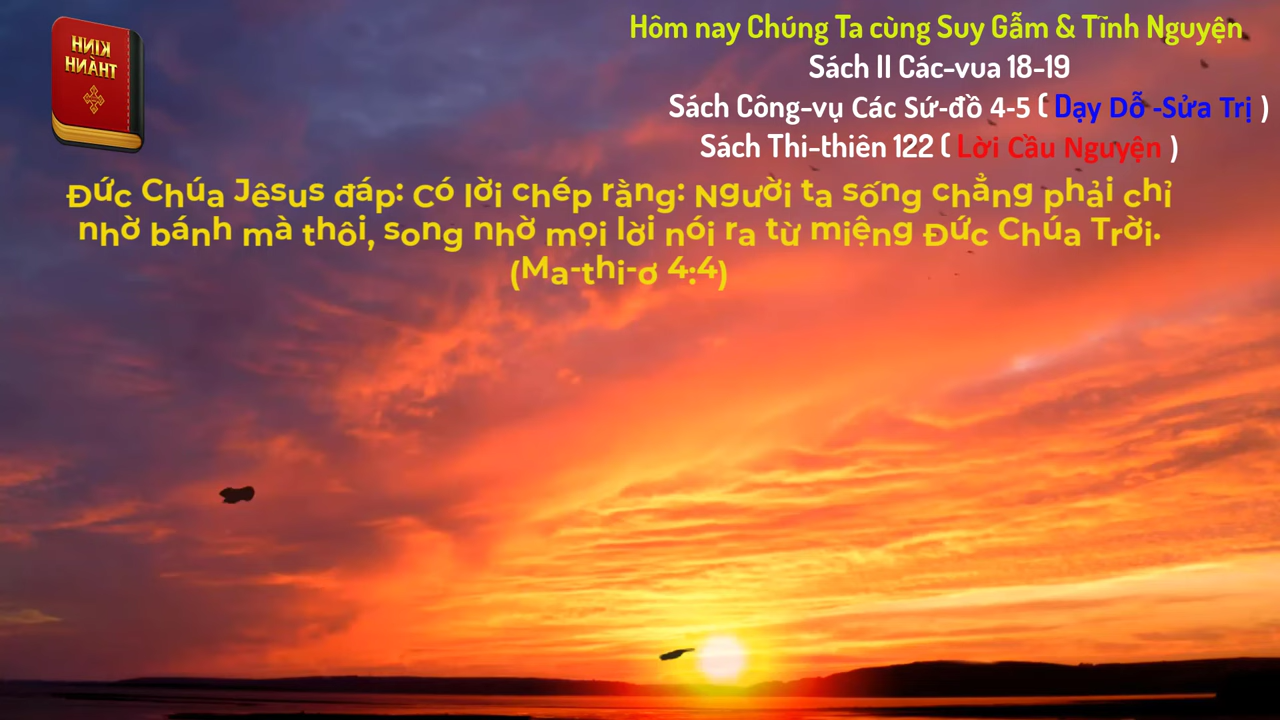 KINH
THÁNH
Hôm nay Chúng Ta cùng Suy Gẫm & Tĩnh Nguyện
Sách II Các-vua 18-19
Sách Công-vụ Các Sứ-đồ 4-5 ( Dạy Dỗ -Sửa Trị )
Sách Thi-thiên 122 ( Lời Cầu Nguyện )
Đức Chúa Jêsus đáp: Có lời chép rằng: Người ta sống chẳng phải chỉ
nhờ bánh mà thôi, song nhờ mọi lời nói ra từ miệng Đức Chúa Trời.
(Ma-thi-ơ 4:4)